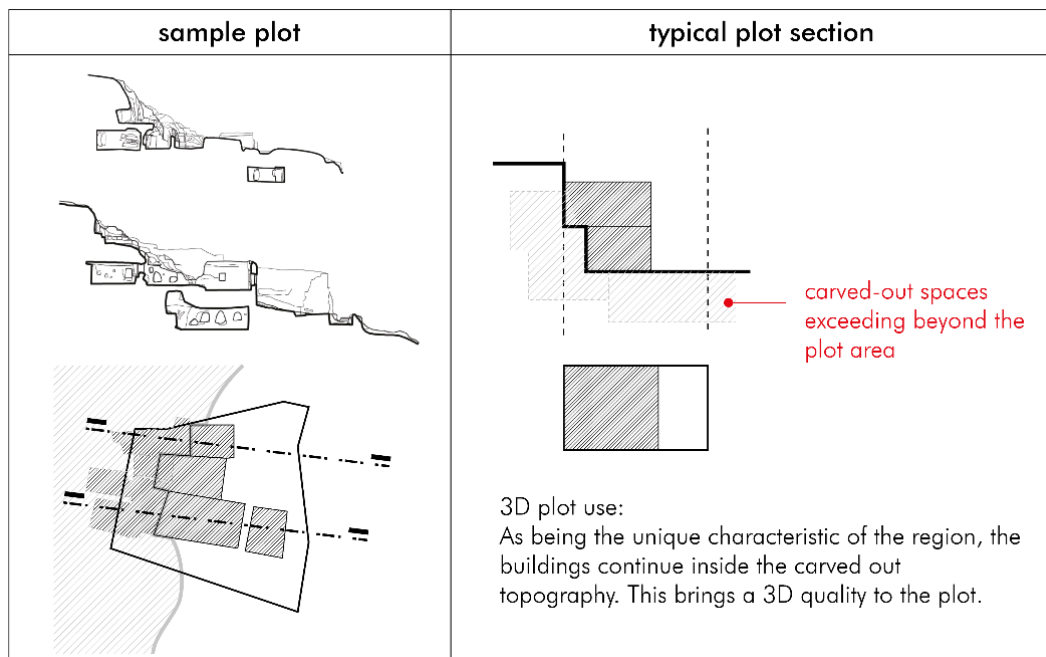 sample plot
typical plot section
carved-out spaces
exceeding beyond the
plot area
3D plot use:
As being the unique characteristic of the region, the
buildings continue inside the carved out
topography. This brings a 3D quality to the plot.